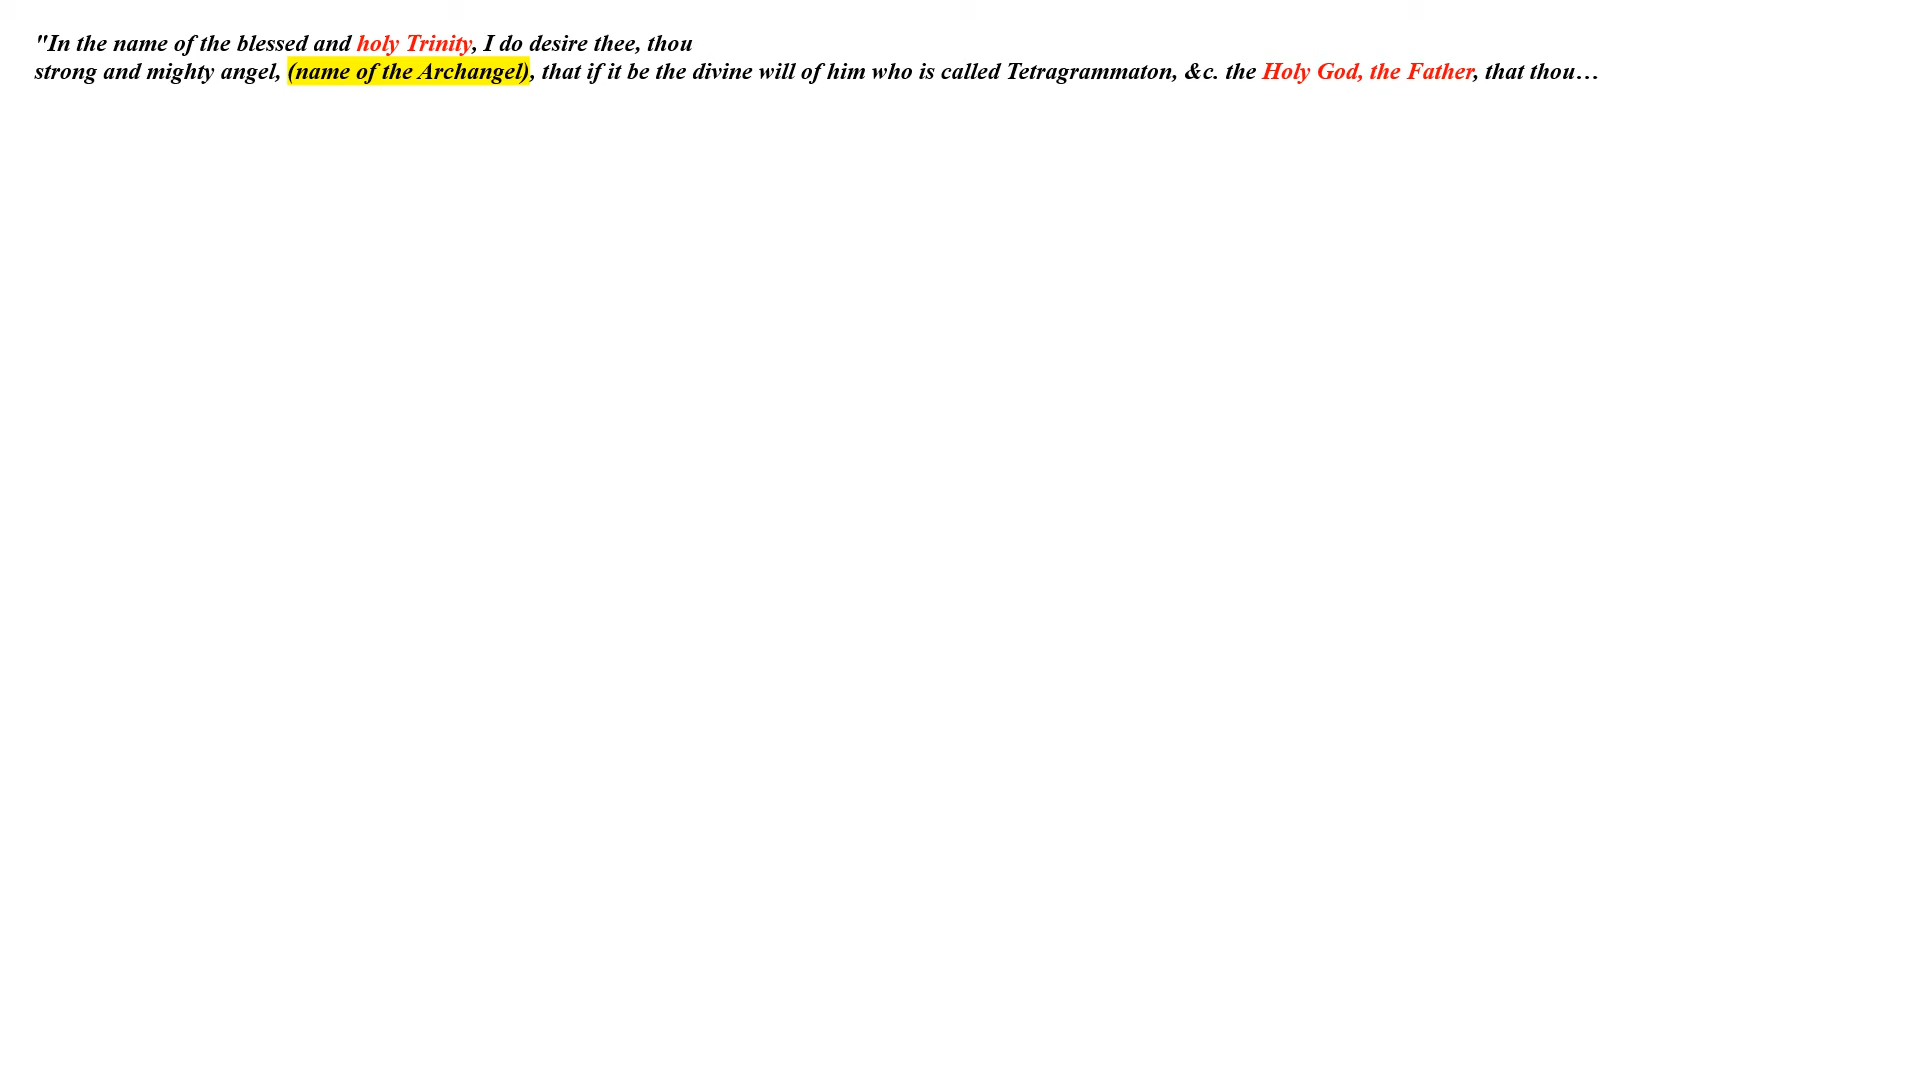 "In the name of the blessed and holy Trinity, I do desire thee, thou
strong and mighty angel, (name of the Archangel), that if it be the divine will of him who is called Tetragrammaton, &c. the Holy God, the Father, that thou…